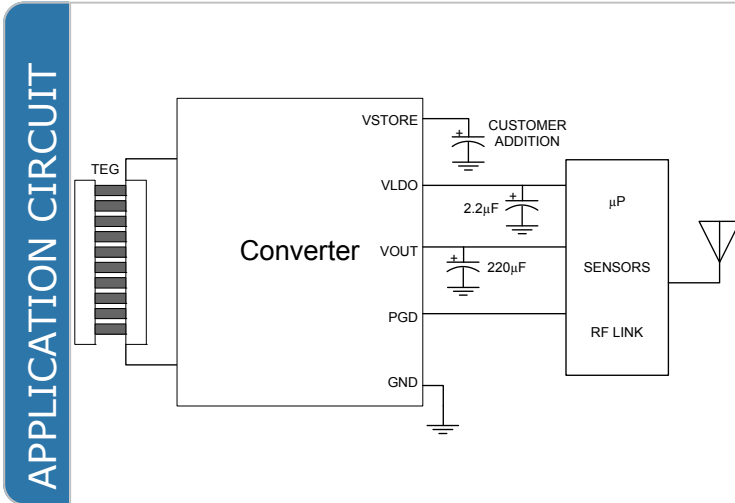 APPLICATION CIRCUIT
TEG
Converter
VSTORE
CUSTOMER
ADDITION
VLDO
2.2μF
VOUT
220μF
PGD
GND
μP
SENSORS
RF LINK
+
+
+